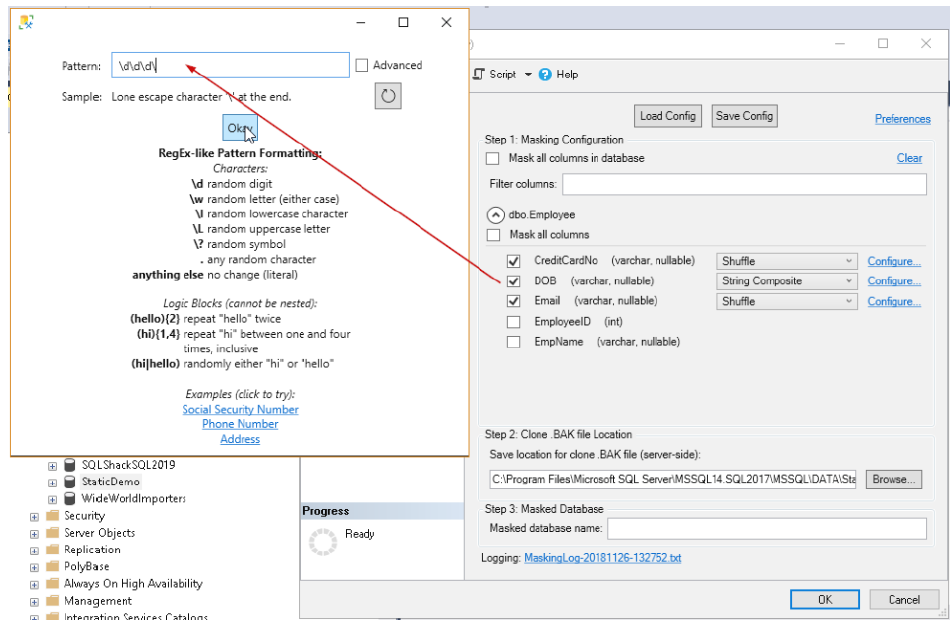 Pattern: \d\d\d\
Advanced
Sample: Lone escape character '\' at the end.
Okay
RegEx-like Pattern Formatting:
Characters:
\d random digit
\w random letter (either case)
\l random lowercase character
\L random uppercase letter
\? random symbol
. any random character
anything else no change (literal)
Logic Blocks (cannot be nested):
(hello){2} repeat "hello" twice
(hi){1,4} repeat "hi" between one and four
times, inclusive
(hi|hello) randomly either "hi" or "hello"
Examples (click to try):
Social Security Number
Phone Number
Address
SQLShackSQL2019
StaticDemo
WideWorldImporters
Security
Server Objects
Replication
PolyBase
Always On High Availability
Management
Integration Services Catalogs
Progress
Ready
Script
Help
Load Config
Save Config
Preferences
Step 1: Masking Configuration
Mask all columns in database
Clear
Filter columns:
dbo.Employee
Mask all columns
CreditCardNo (varchar, nullable) Shuffle Configure...
DOB (varchar, nullable) String Composite Configure...
Email (varchar, nullable) Shuffle Configure...
EmployeeID (int)
EmpName (varchar, nullable)
Step 2: Clone .BAK file Location
Save location for clone .BAK file (server-side):
C:\Program Files\Microsoft SQL Server\MSSQL14.SQL2017\MSSQL\DATA\Sta
Browse...
Step 3: Masked Database
Masked database name:
Logging: MaskingLog-20181126-132752.txt
OK
Cancel